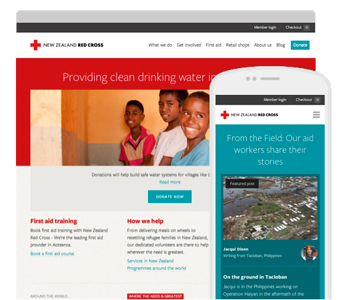 Member login Checkout
NEW ZEALAND RED CROSS
What we do Get involved First aid Retail shops About us Blog Donate
Providing clean drinking water in
Donations will help build safe water systems for villages like
Read more.
DONATE NOW
First aid training
Book first aid training with New Zealand
Red Cross - We're the leading first aid
provider in Aotearoa.
Book a first aid course
How we help
From delivering meals on wheels to
resettling refugee families in New Zealand,
our dedicated volunteers are there to help
wherever the need is greatest.
Services in New Zealand
Programmes around the world
AROUND THE WORLD
WHERE THE NEED IS GREATEST
Member login Checkout
NEW ZEALAND RED CROSS
From the Field: Our aid
workers share their
stories
Featured post
Jacqui Olsen
Writing from Tacloban, Philippines
On the ground in Tacloban
Jacqui is in the Philippines working on
Operation Haiyan in the aftermath of the